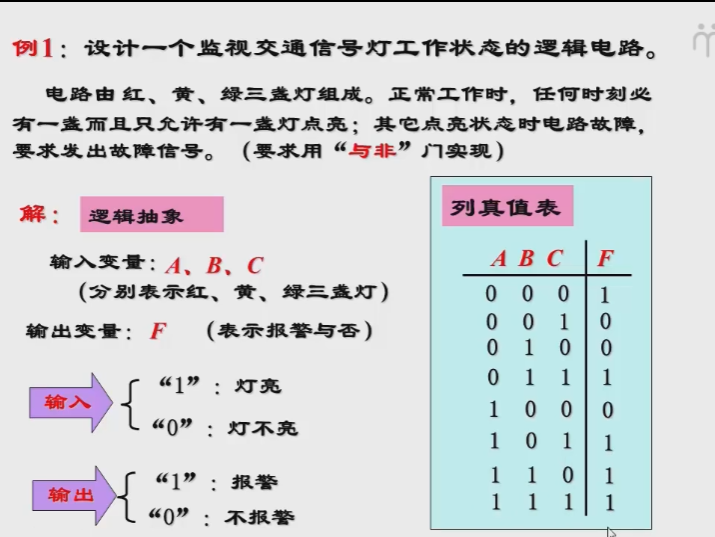 例1：设计一个监视交通信号灯工作状态的逻辑电路。
电路由红、黄、绿三盏灯组成。正常工作时，任何时刻必
有一盏而且只允许有一盏灯点亮；其它点亮状态时电路故障，
要求发出故障信号。（要求用“与非”门实现）
解：
逻辑抽象
输入变量：A、B、C
（分别表示红、黄、绿三盏灯）
输出变量：F （表示报警与否）
输入
“1”：灯亮
“0”：灯不亮
输出
“1”：报警
“0”：不报警
列真值表
A B C F
0 0 0 1
0 0 1 0
0 1 0 0
0 1 1 1
1 0 0 0
1 0 1 1
1 1 0 1
1 1 1 1